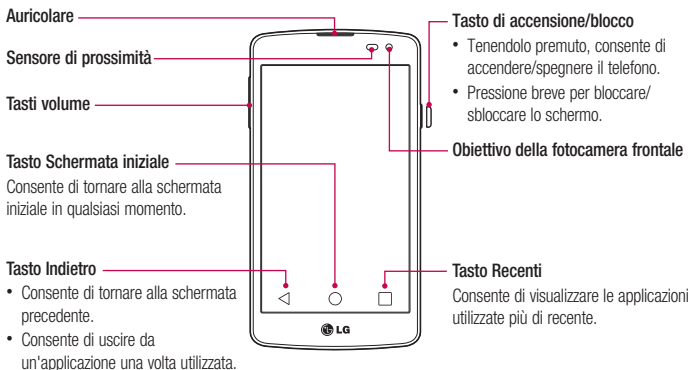 Auricolare
Sensore di prossimità
Tasti volume
Tasto Schermata iniziale
Consente di tornare alla schermata
iniziale in qualsiasi momento.
Tasto Indietro
• Consente di tornare alla schermata
precedente.
• Consente di uscire da
un'applicazione una volta utilizzata.
LG
Tasto di accensione/blocco
• Tenendolo premuto, consente di
accendere/spegnere il telefono.
• Pressione breve per bloccare/
sbloccare lo schermo.
Obiettivo della fotocamera frontale
Tasto Recenti
Consente di visualizzare le applicazioni
utilizzate più di recente.